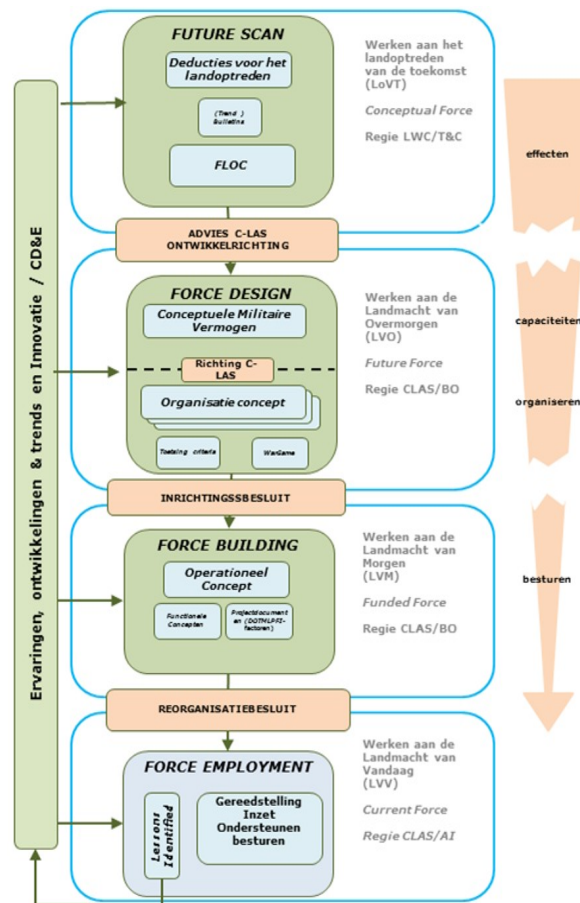 FUTURE SCAN
Deducties voor het
landoptreden
(Trend )
Bulletins
FLOC
Werken aan het
landoptreden
van de toekomst
(LoVT)
Conceptual Force
Regie LWC/T&C
effecten
ADVIES C-LAS
ONTWIKKELRICHTING
FORCE DESIGN
Conceptuele Militaire
Vermogen
Richting C-
LAS
Organisatie concept
Toetsing criteria
WarGame
Werken aan de
Landmacht van
Overmorgen
(LVO)
Future Force
Regie CLAS/BO
capaciteiten
organiseren
INRICHTINGSSBESLUIT
FORCE BUILDING
Operationeel
Concept
Functionele
Concepten
Projectdocument
en (DOTMLPFI-
factoren)
Werken aan de
Landmacht van
Morgen
(LVM)
Funded Force
Regie CLAS/BO
besturen
REORGANISATIEBESLUIT
FORCE EMPLOYMENT
Lessons
Identified
Gereedstelling
Inzet
Ondersteunen
besturen
Werken aan de
Landmacht van
Vandaag
(LVV)
Current Force
Regie CLAS/AI
Ervaringen, ontwikkelingen & trends en Innovatie / CD&E